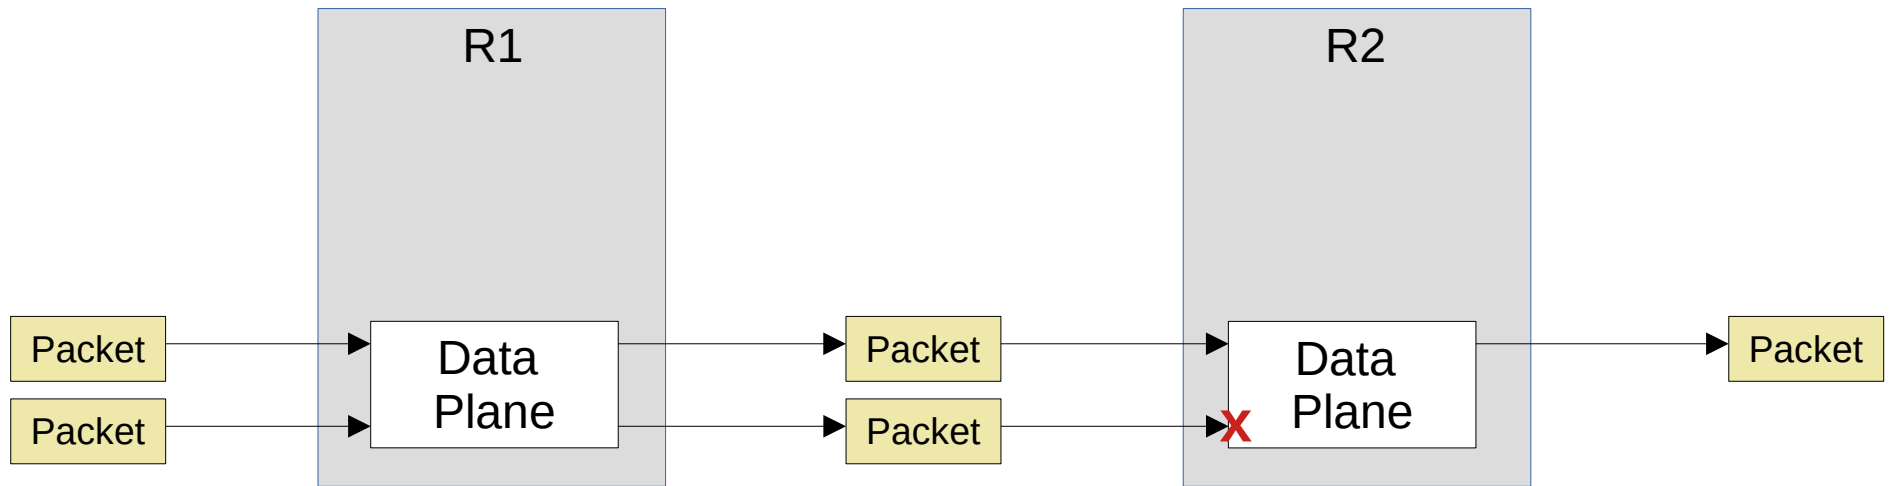 R1
R2
Packet
Data
Plane
Packet
Data
Plane
Packet
Packet
Packet
x